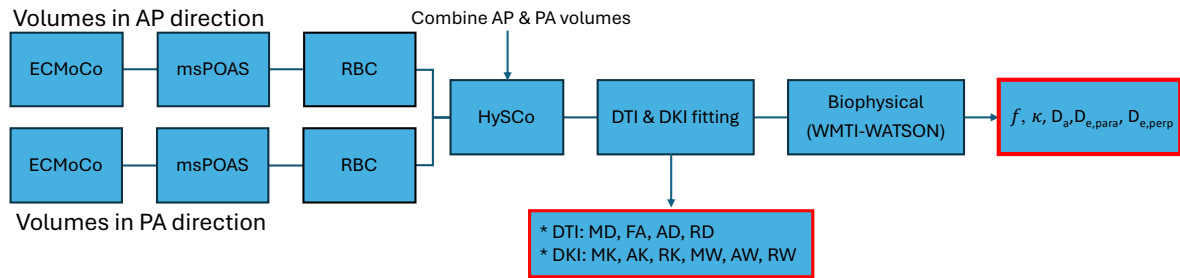 Volumes in AP direction
Combine AP & PA volumes
ECMoCo
msPOAS
RBC
HySCo
DTI & DKI fitting
Biophysical
(WMTI-WATSON)
f, κ, Da,De,para, De,perp
ECMoCo
msPOAS
RBC
Volumes in PA direction
* DTI: MD, FA, AD, RD
* DKI: MK, AK, RK, MW, AW, RW